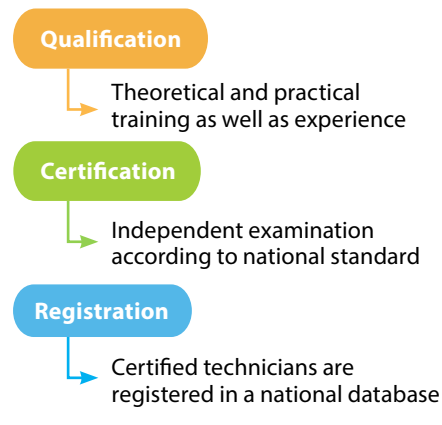 Qualification
Theoretical and practical
training as well as experience
Certification
Independent examination
according to national standard
Registration
Certified technicians are
registered in a national database